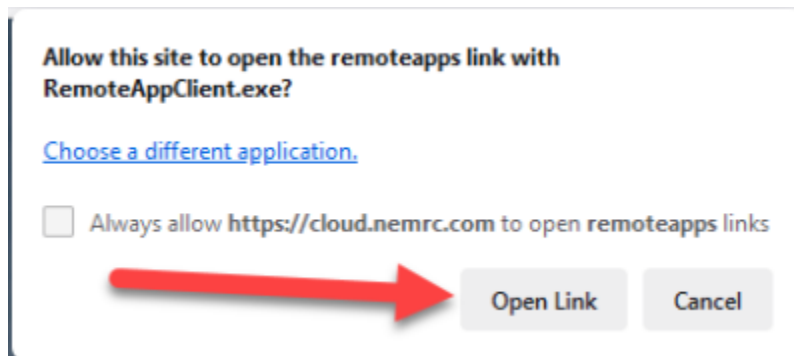 Allow this site to open the remoteapps link with
RemoteAppClient.exe?
Choose a different application.
Always allow https://cloud.nemrc.com to open remoteapps links
Open Link
Cancel